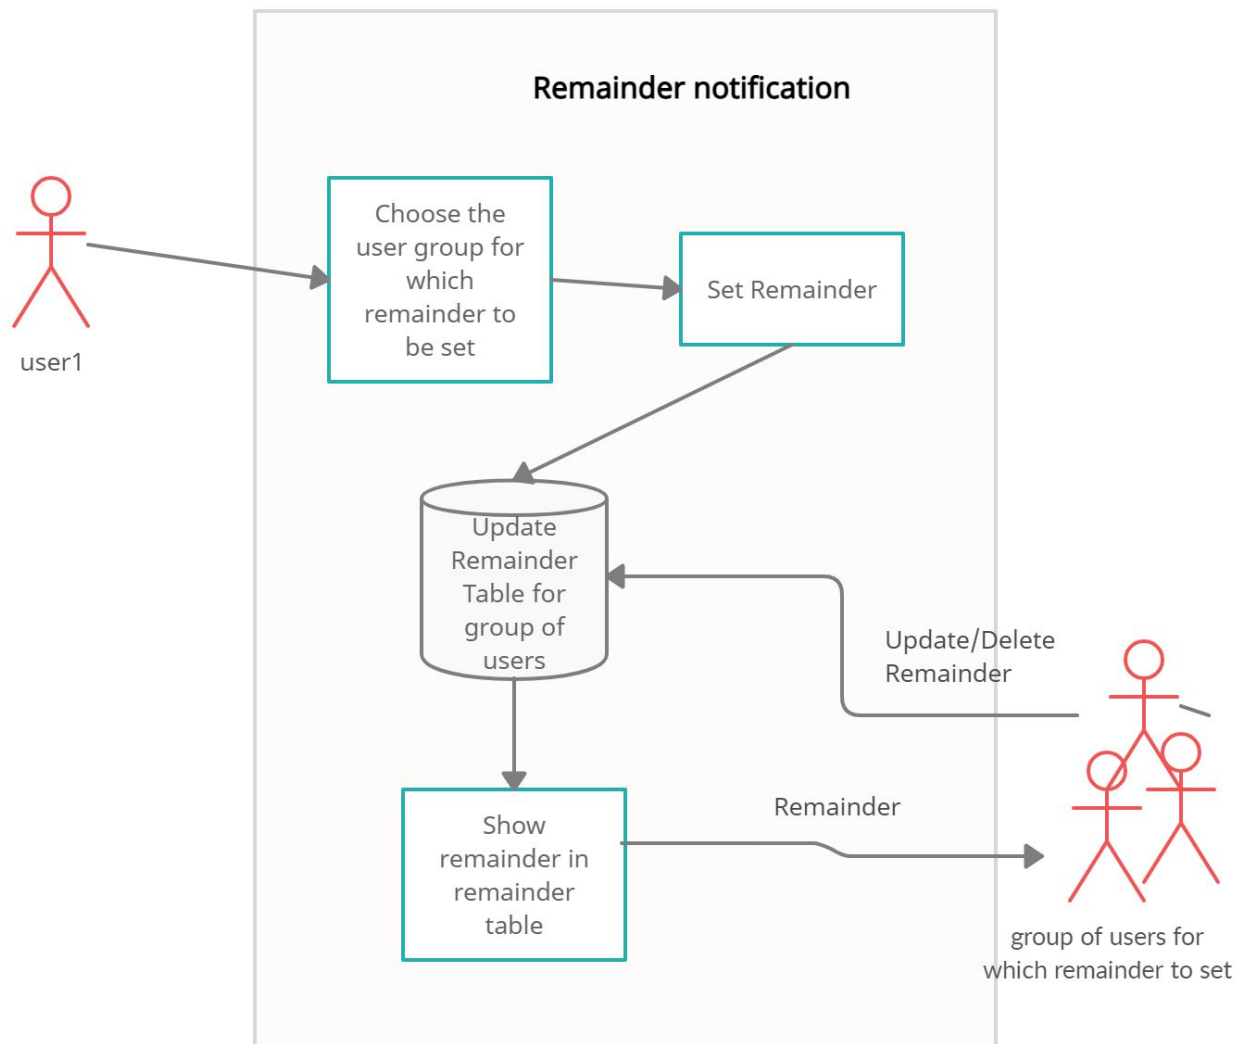 Remainder notification
Choose the
user group for
which
remainder to
be set
Set Remainder
user1
Update
Remainder
Table for
group of
users
Update/Delete
Remainder
Remainder
Show
remainder in
remainder
table
group of users for
which remainder to set